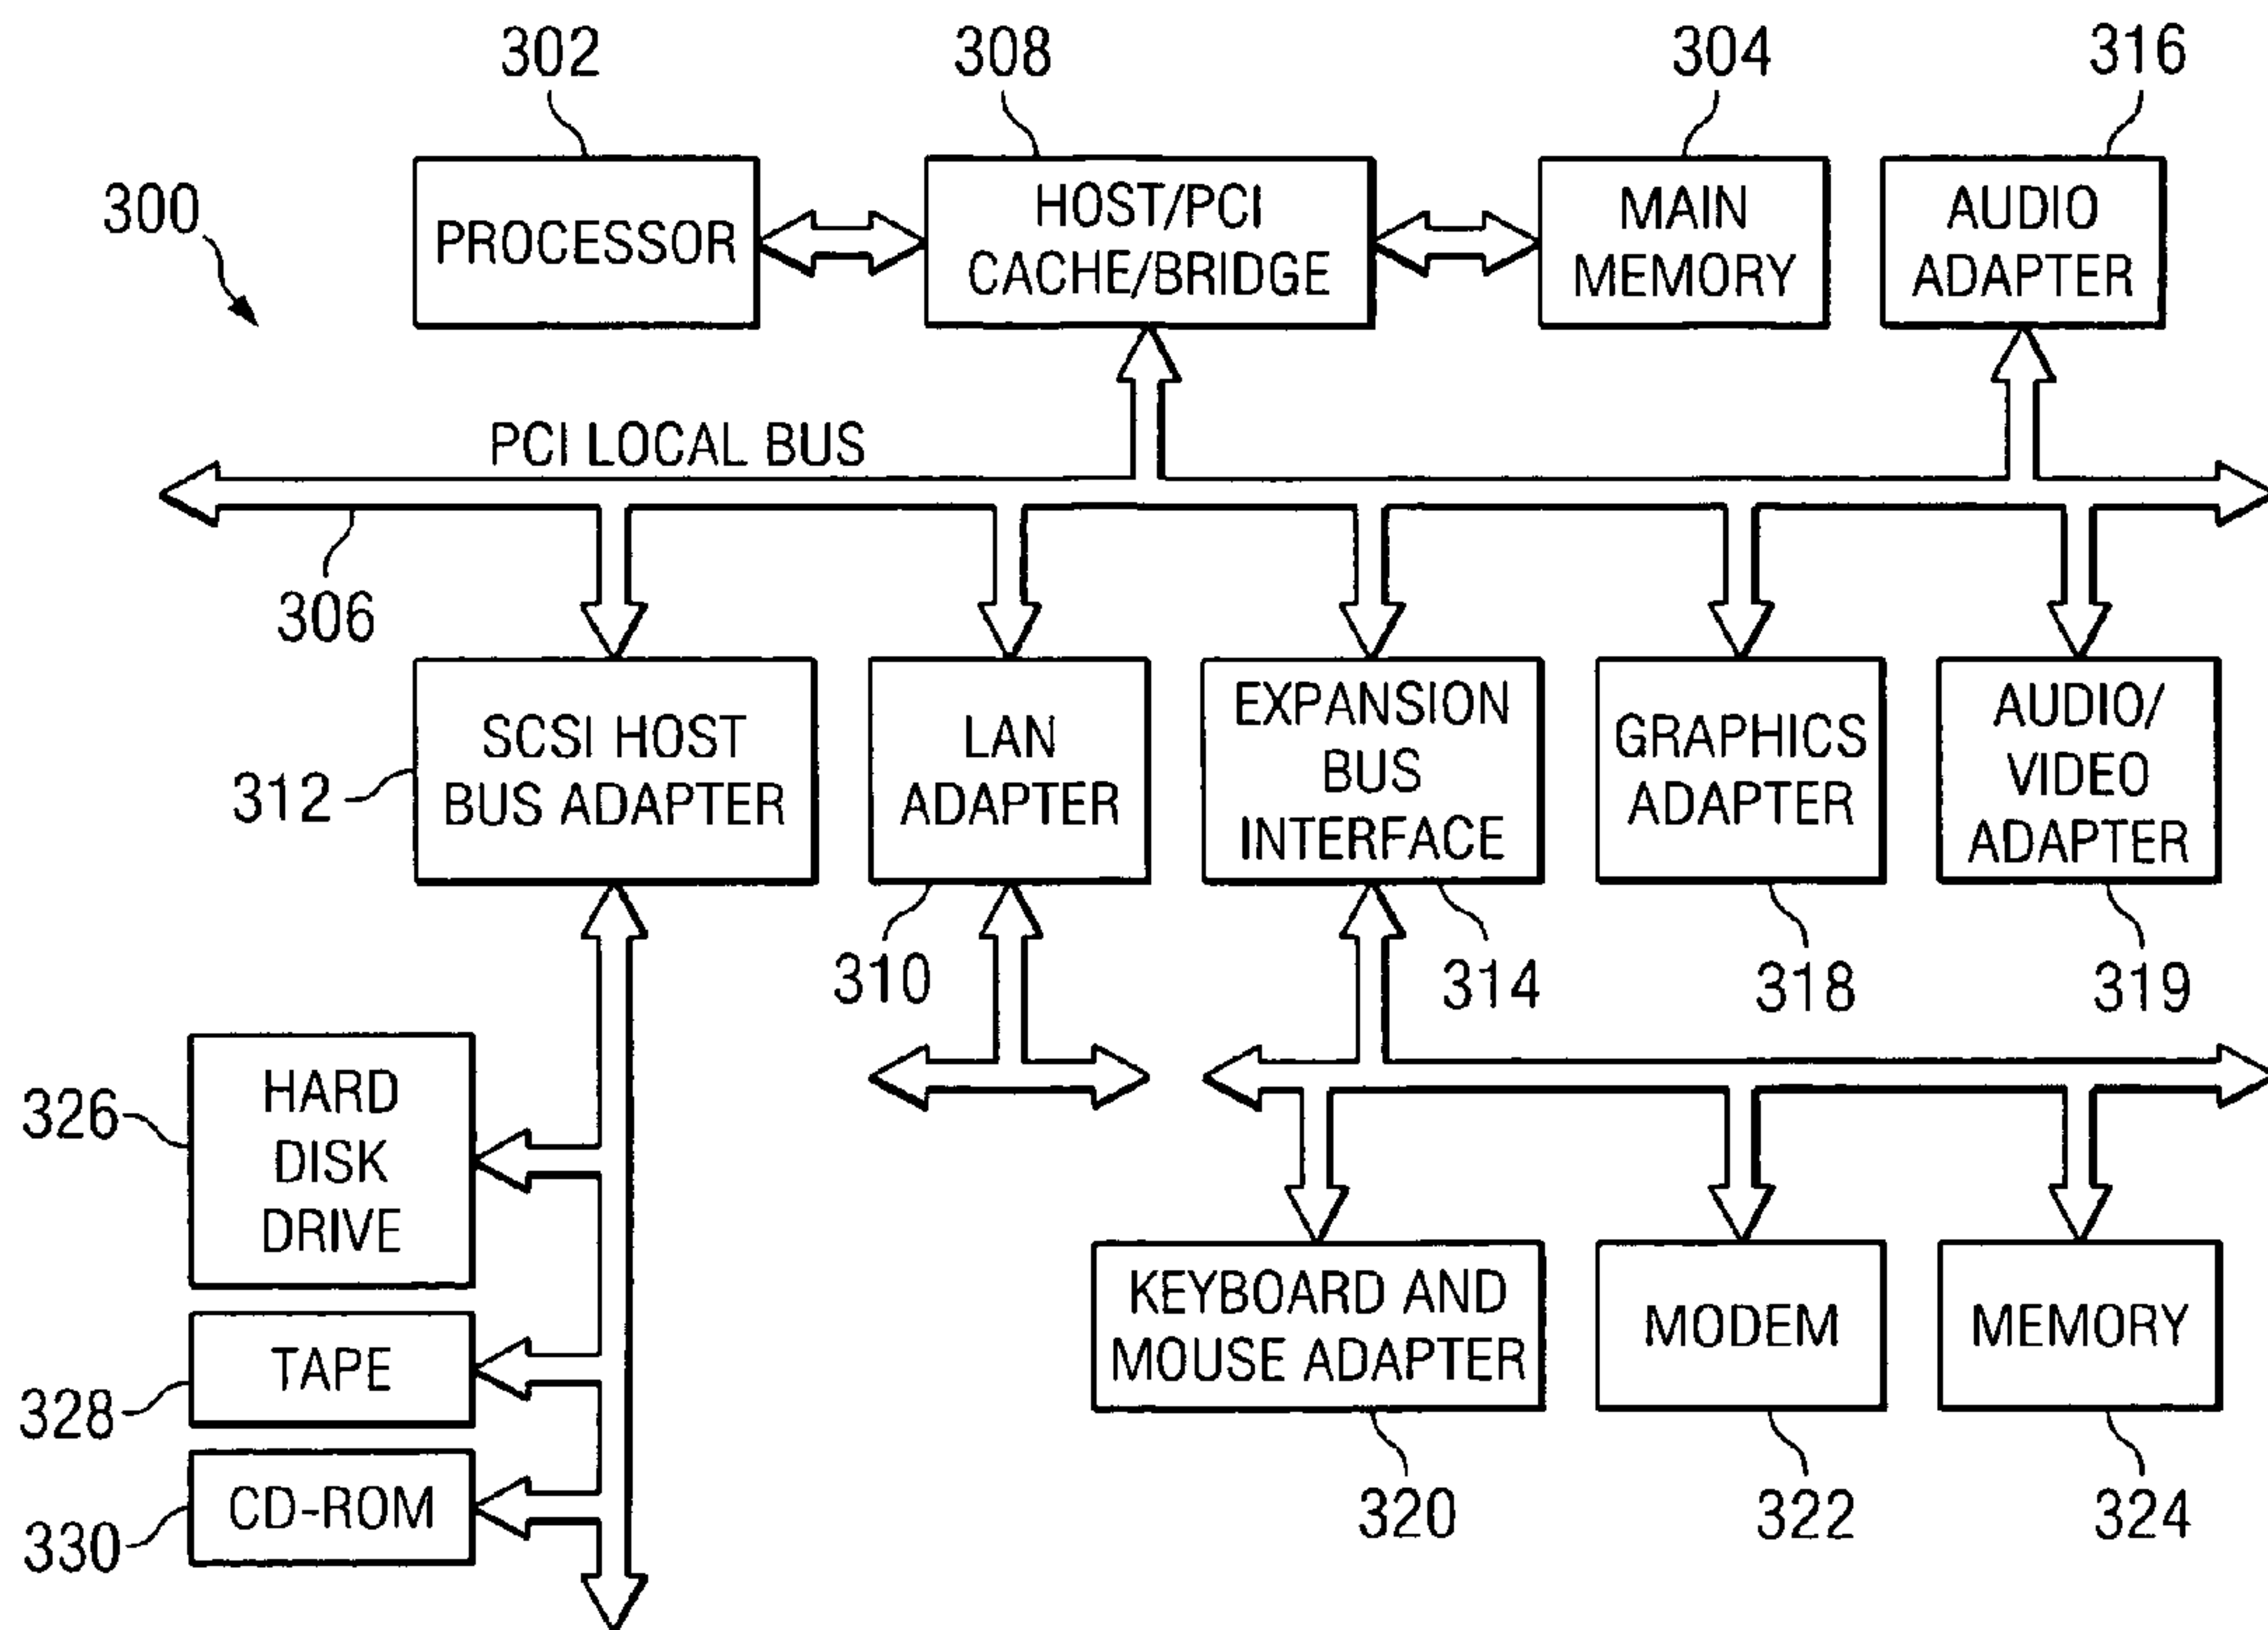 302
308
304
316
300
PROCESSOR
HOST/PCI
CACHE/BRIDGE
MAIN
MEMORY
AUDIO
ADAPTER
PCI LOCAL BUS
306
SCSI HOST
BUS ADAPTER
312
LAN
ADAPTER
EXPANSION
BUS
INTERFACE
GRAPHICS
ADAPTER
AUDIO/
VIDEO
ADAPTER
310
314
318
319
326
HARD
DISK
DRIVE
328
TAPE
330
CD-ROM
KEYBOARD AND
MOUSE ADAPTER
MODEM
MEMORY
320
322
324